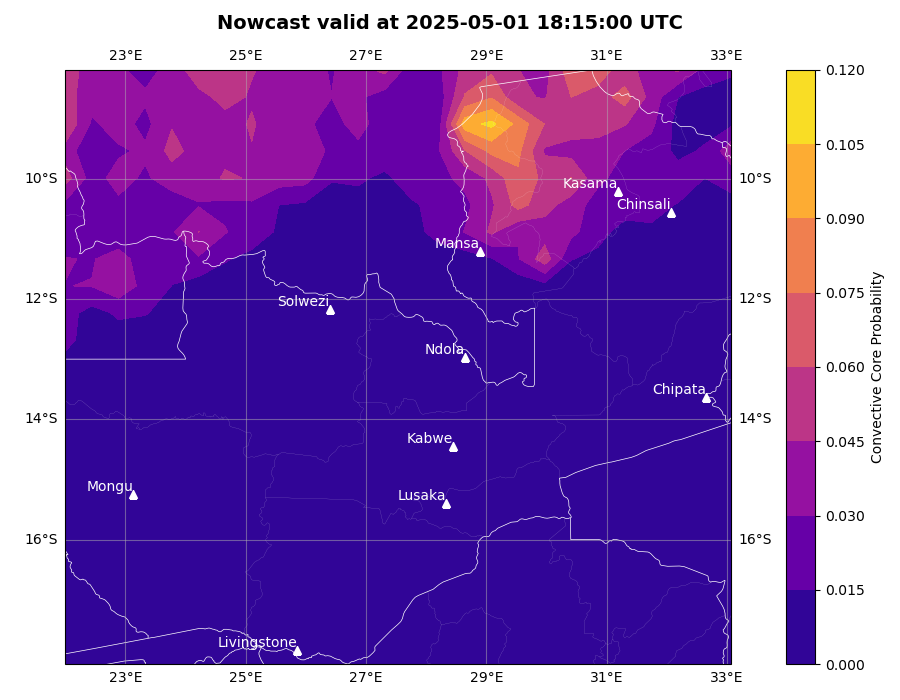 Nowcast valid at 2025-05-01 18:15:00 UTC
23°E 25°E 27°E 29°E 31°E 33°E
0.120
0.105
10°S Kasama 10°S
Chinsali
0.090
Mansa
12°S 12°S
Solwezi
0.075
Ndola
0.060
Chipata
14°S 14°S
Kabwe
0.045
Mongu
Lusaka
0.030
16°S 16°S
0.015
Livingstone
0.000
23°E 25°E 27°E 29°E 31°E 33°E
Convective Core Probability